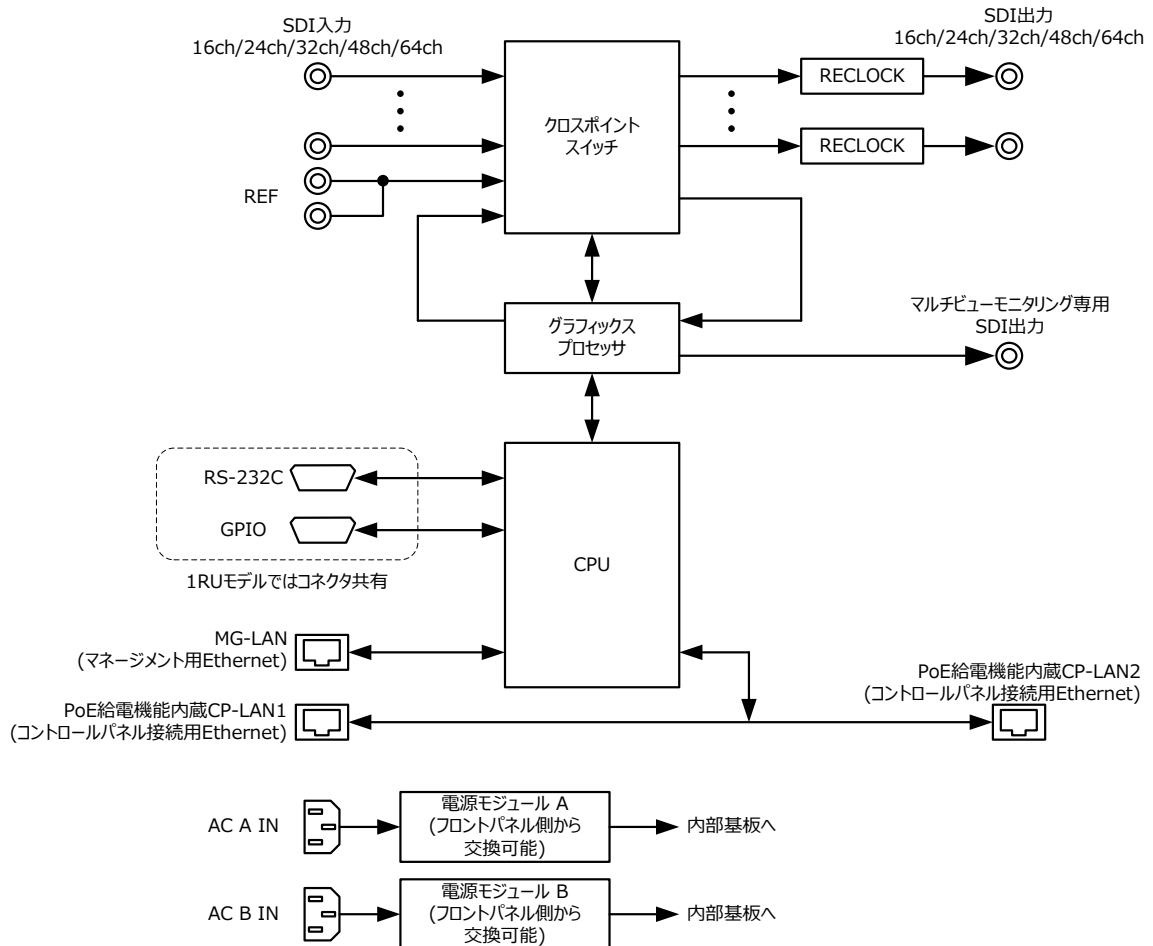 SDI入力
16ch/24ch/32ch/48ch/64ch
SDI出力
16ch/24ch/32ch/48ch/64ch
クロスポイント
スイッチ
RECLOCK
RECLOCK
REF
グラフィックス
プロセッサ
マルチビューモニタリング専用
SDI出力
RS-232C
GPIO
1RUモデルではコネクタ共有
CPU
MG-LAN
(マネージメント用Ethernet)
PoE給電機能内蔵CP-LAN1
(コントロールパネル接続用Ethernet)
PoE給電機能内蔵CP-LAN2
(コントロールパネル接続用Ethernet)
AC A IN
電源モジュール A
(フロントパネル側から
交換可能)
内部基板へ
AC B IN
電源モジュール B
(フロントパネル側から
交換可能)
内部基板へ